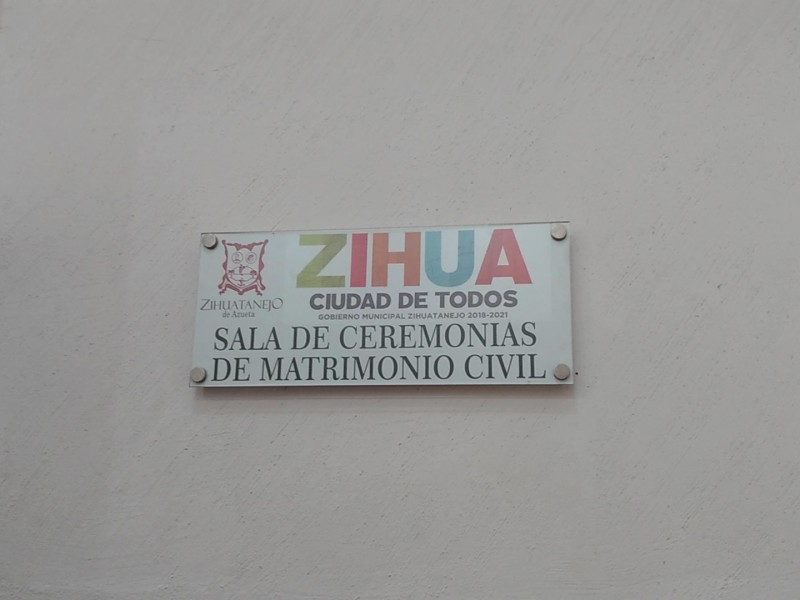 ZIHUATANEJO
de Azueta
ZIHUA
CIUDAD DE TODOS
GOBIERNO MUNICIPAL ZIHUATANEJO 2018-2021
SALA DE CEREMONIAS
DE MATRIMONIO CIVIL